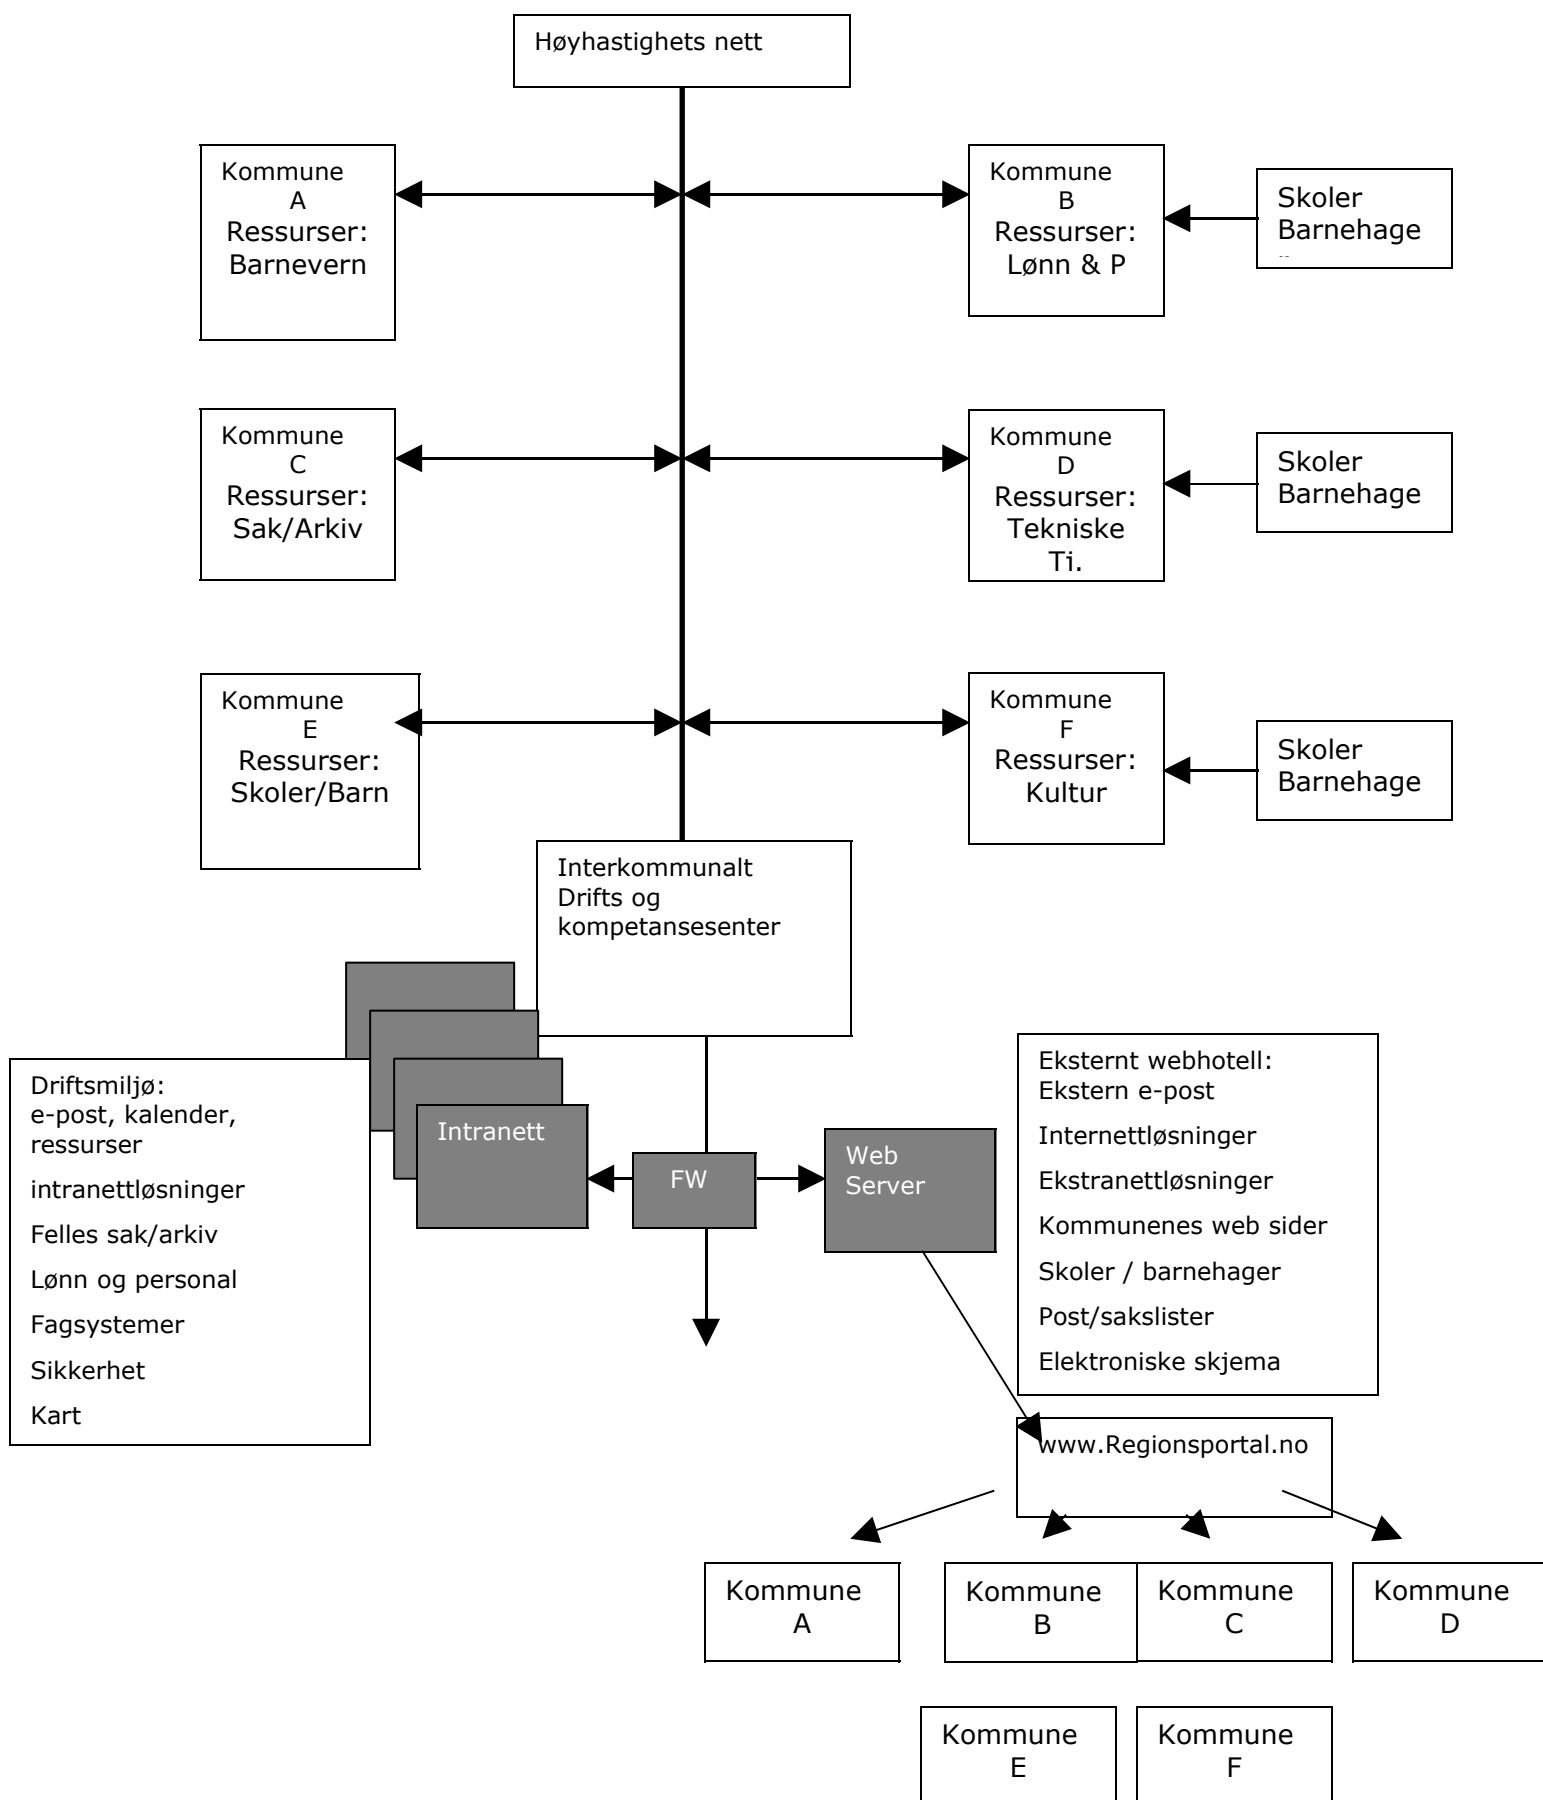 Høyhastighets nett
Kommune
A
Ressurser:
Barnevern
Kommune
B
Ressurser:
Lønn & P
Skoler
Barnehage
Kommune
C
Ressurser:
Sak/Arkiv
Kommune
D
Ressurser:
Tekniske
Ti.
Skoler
Barnehage
Kommune
E
Ressurser:
Skoler/Barn
Kommune
F
Ressurser:
Kultur
Skoler
Barnehage
Interkommunalt
Drifts og
kompetansesenter
Driftsmiljø:
e-post, kalender,
ressurser
intranettløsninger
Felles sak/arkiv
Lønn og personal
Fagsystemer
Sikkerhet
Kart
Intranett
FW
Web
Server
Eksternt webhotell:
Ekstern e-post
Internettløsninger
Ekstranettløsninger
Kommunenes web sider
Skoler / barnehager
Post/sakslister
Elektroniske skjema
www.Regionsportal.no
Kommune
A
Kommune
B
Kommune
C
Kommune
D
Kommune
E
Kommune
F